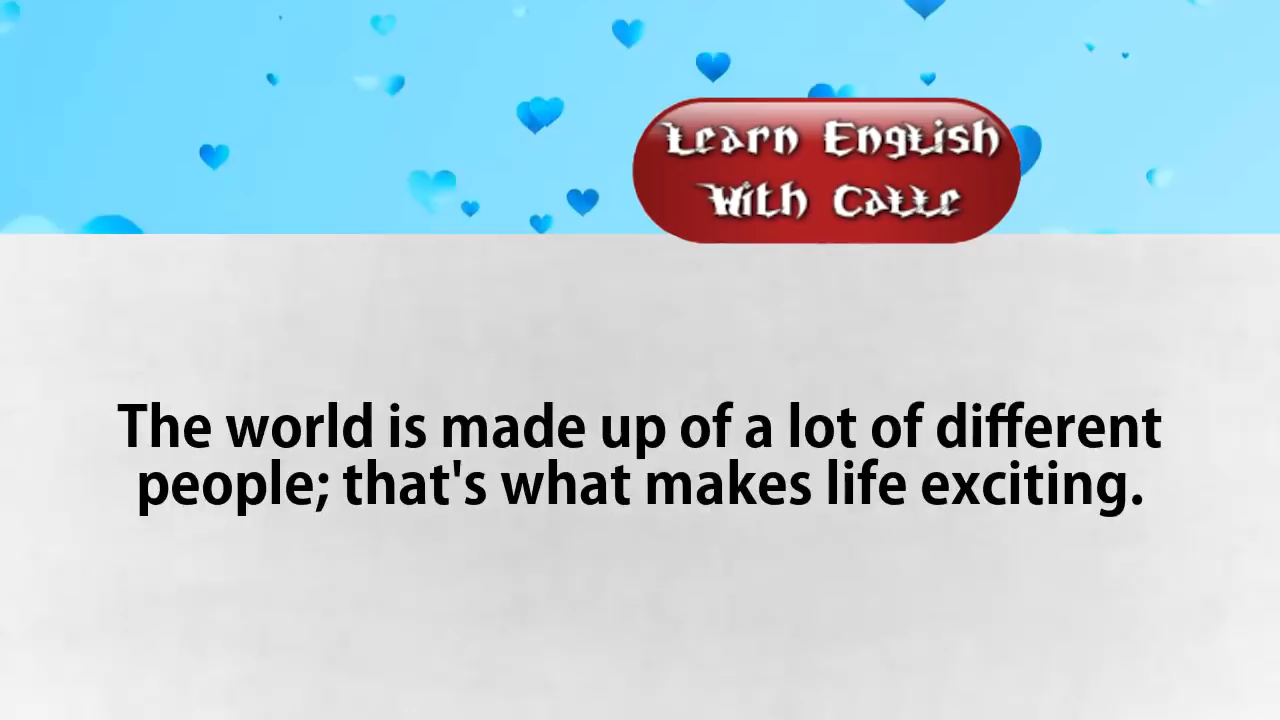 Learn English
With Catte
The world is made up of a lot of different
people; that's what makes life exciting.